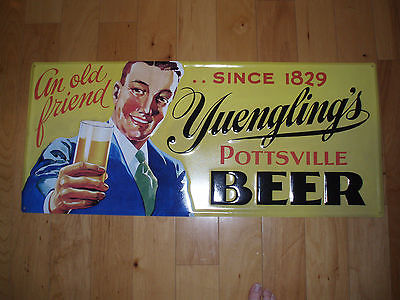 An old
friend
.. SINCE 1829
Yuengling's
POTTSVILLE
BEER